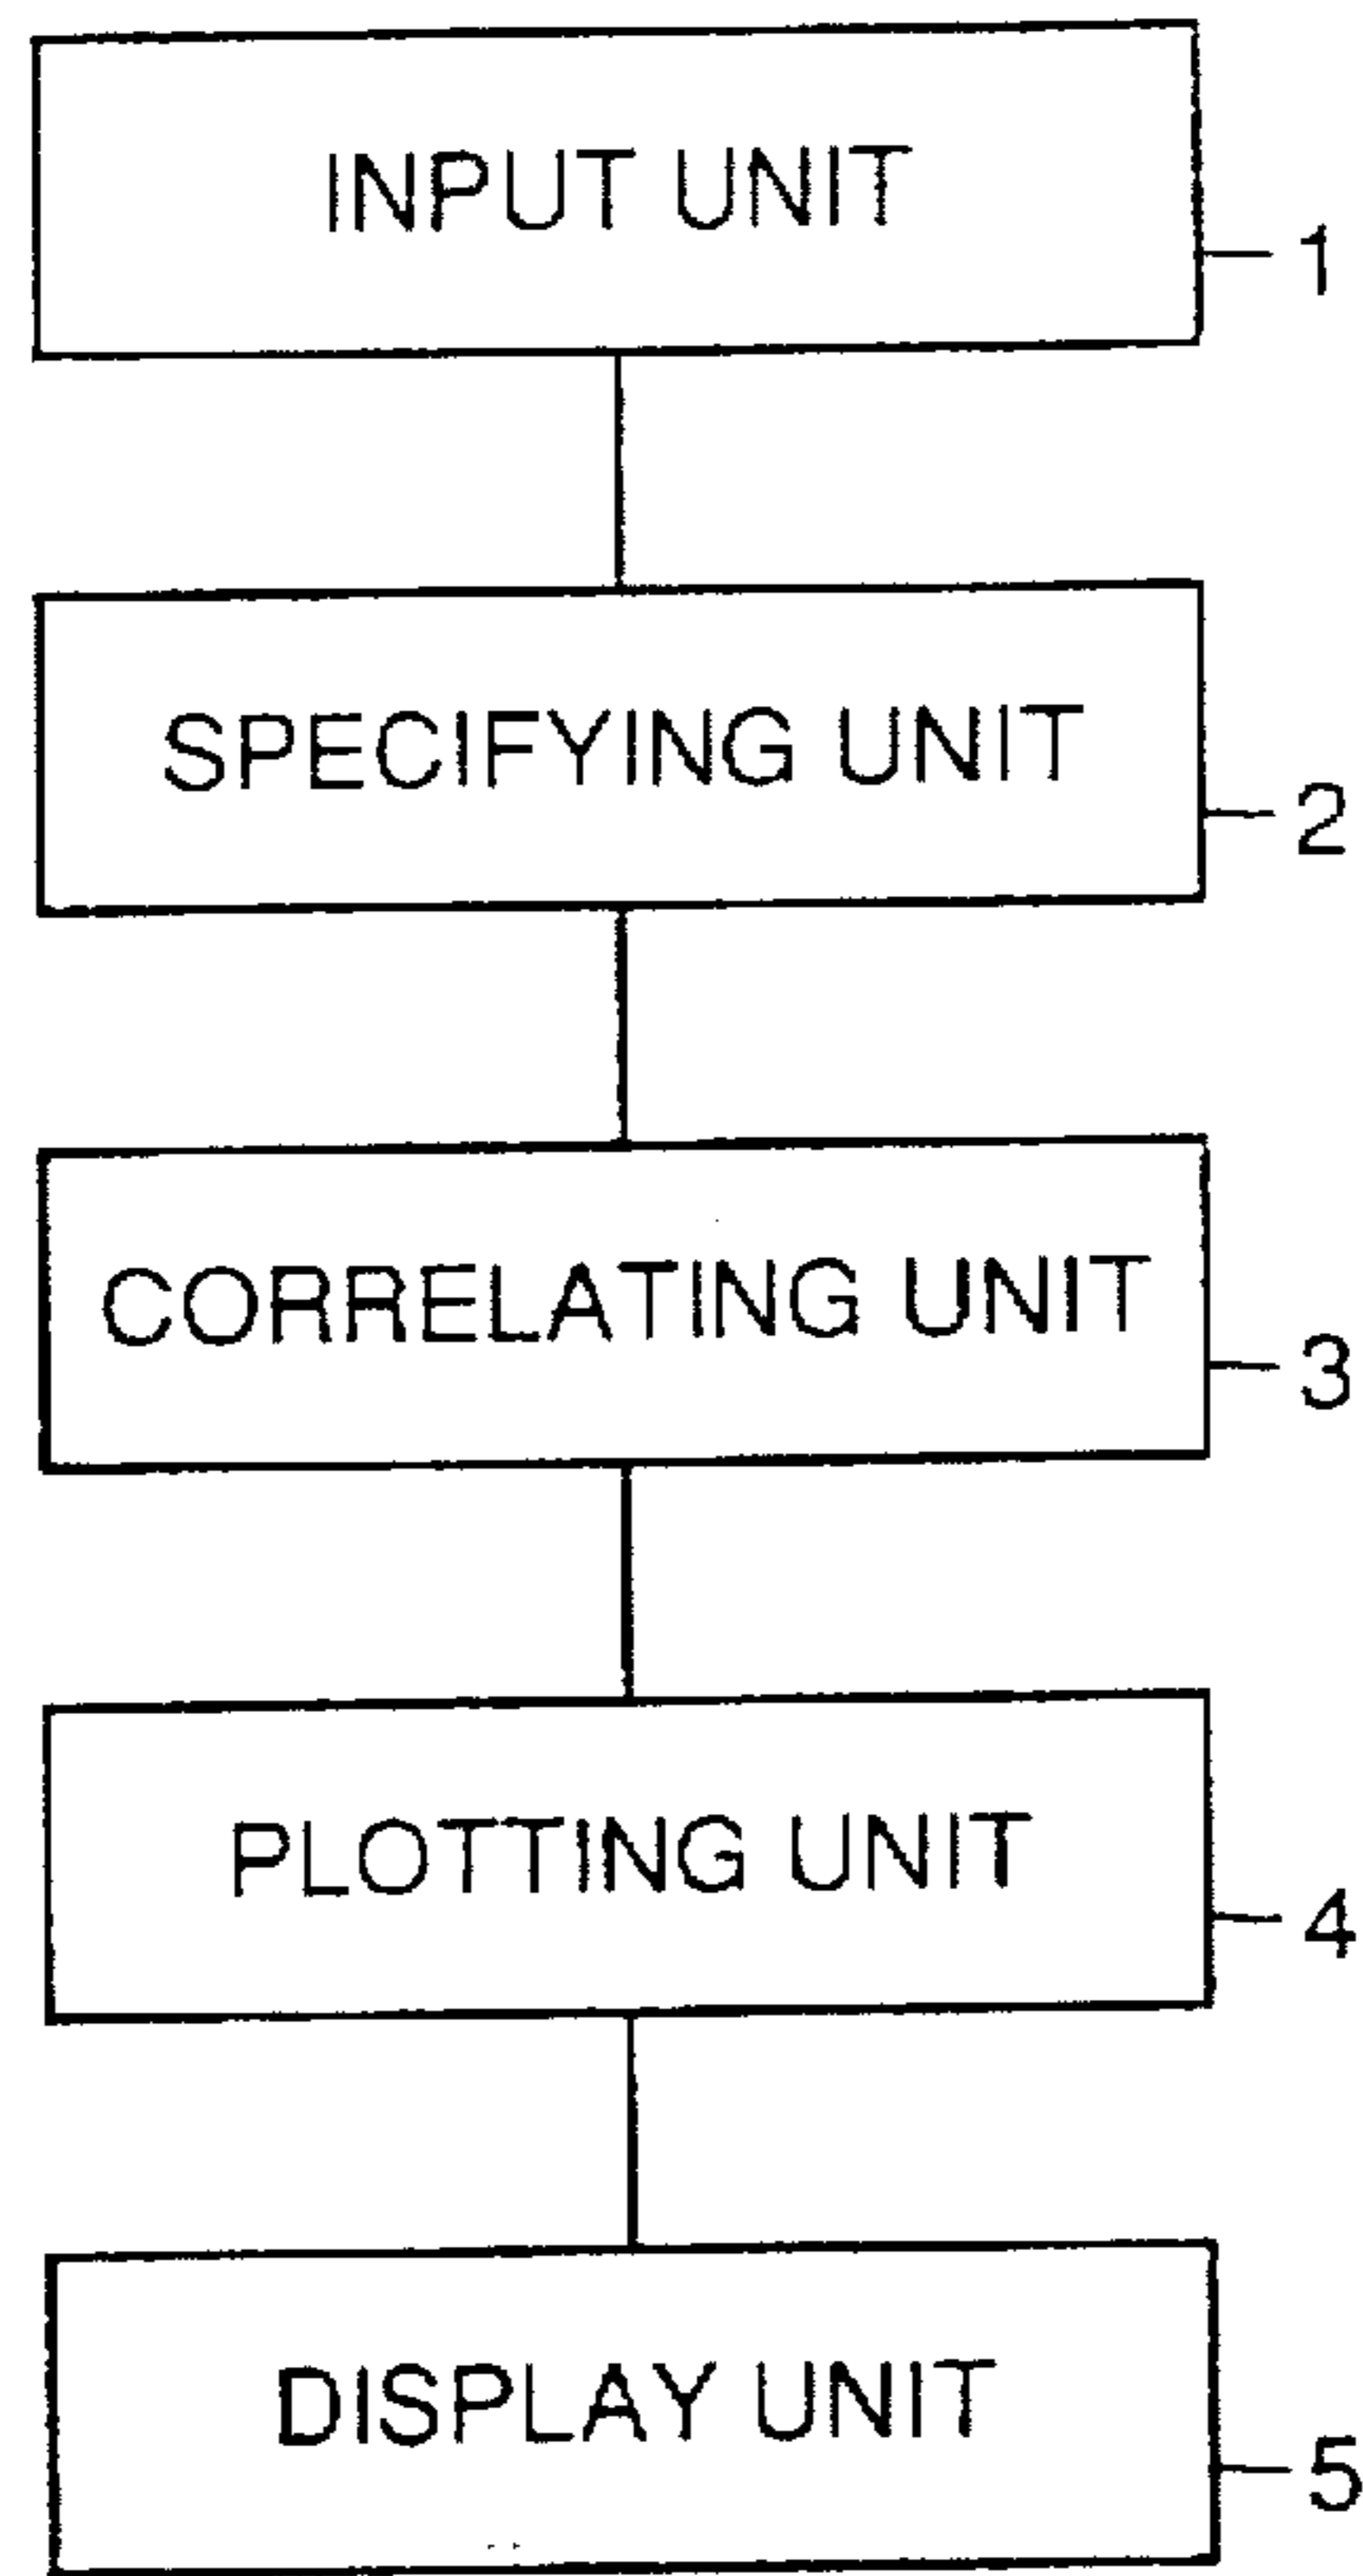 INPUT UNIT
1
SPECIFYING UNIT
2
CORRELATING UNIT
3
PLOTTING UNIT
4
DISPLAY UNIT
5